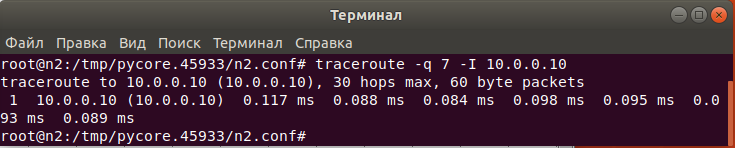 Терминал
Файл Правка Вид Поиск Терминал Справка
root@n2:/tmp/pycore.45933/n2.conf# traceroute -q 7 -I 10.0.0.10
traceroute to 10.0.0.10 (10.0.0.10), 30 hops max, 60 byte packets
 1  10.0.0.10 (10.0.0.10)  0.117 ms  0.088 ms  0.084 ms  0.098 ms  0.095 ms  0.0
93 ms  0.089 ms
root@n2:/tmp/pycore.45933/n2.conf#